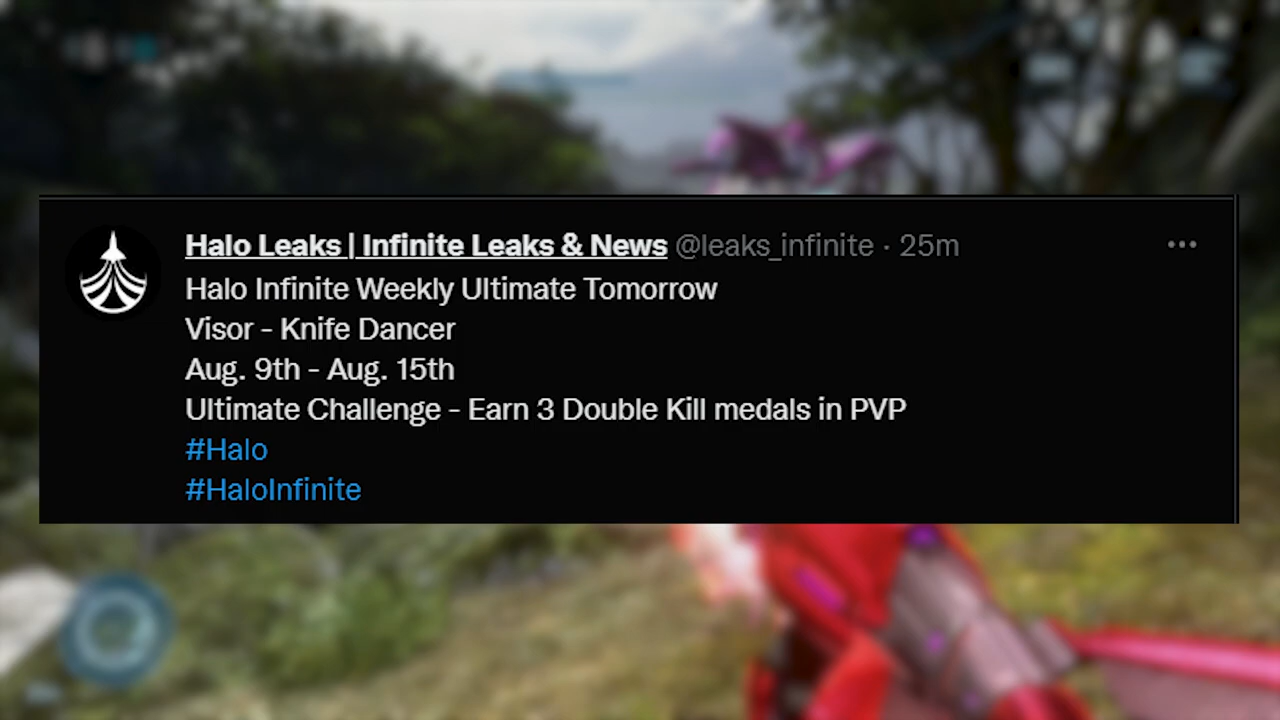 Halo Leaks | Infinite Leaks & News @leaks_infinite · 25m
Halo Infinite Weekly Ultimate Tomorrow
Visor - Knife Dancer
Aug. 9th - Aug. 15th
Ultimate Challenge - Earn 3 Double Kill medals in PVP
#Halo
#HaloInfinite